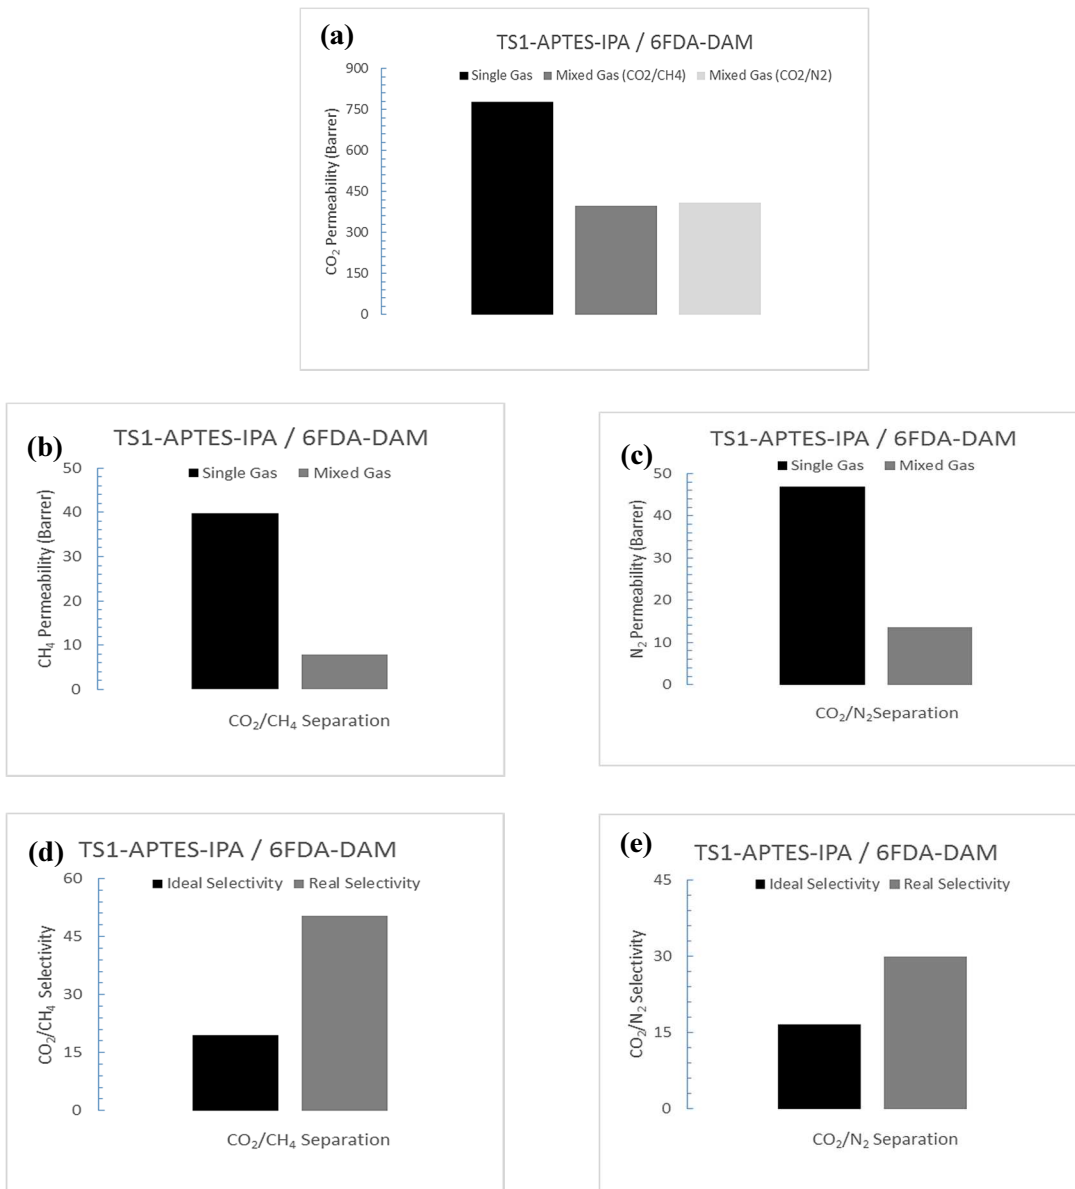 (a)
TS1-APTES-IPA / 6FDA-DAM
Single Gas Mixed Gas (CO2/CH4) Mixed Gas (CO2/N2)
CO₂ Permeability (Barrer)
900
750
600
450
300
150
0
(b)
TS1-APTES-IPA / 6FDA-DAM
Single Gas Mixed Gas
CH₄ Permeability (Barrer)
50
40
30
20
10
0
CO₂/CH₄ Separation
(c)
TS1-APTES-IPA / 6FDA-DAM
Single Gas Mixed Gas
N₂ Permeability (Barrer)
50
40
30
20
10
0
CO₂/N₂Separation
(d)
TS1-APTES-IPA / 6FDA-DAM
Ideal Selectivity Real Selectivity
CO₂/CH₄ Selectivity
60
45
30
15
0
CO₂/CH₄ Separation
(e)
TS1-APTES-IPA / 6FDA-DAM
Ideal Selectivity Real Selectivity
CO₂/N₂ Selectivity
45
30
15
0
CO₂/N₂ Separation